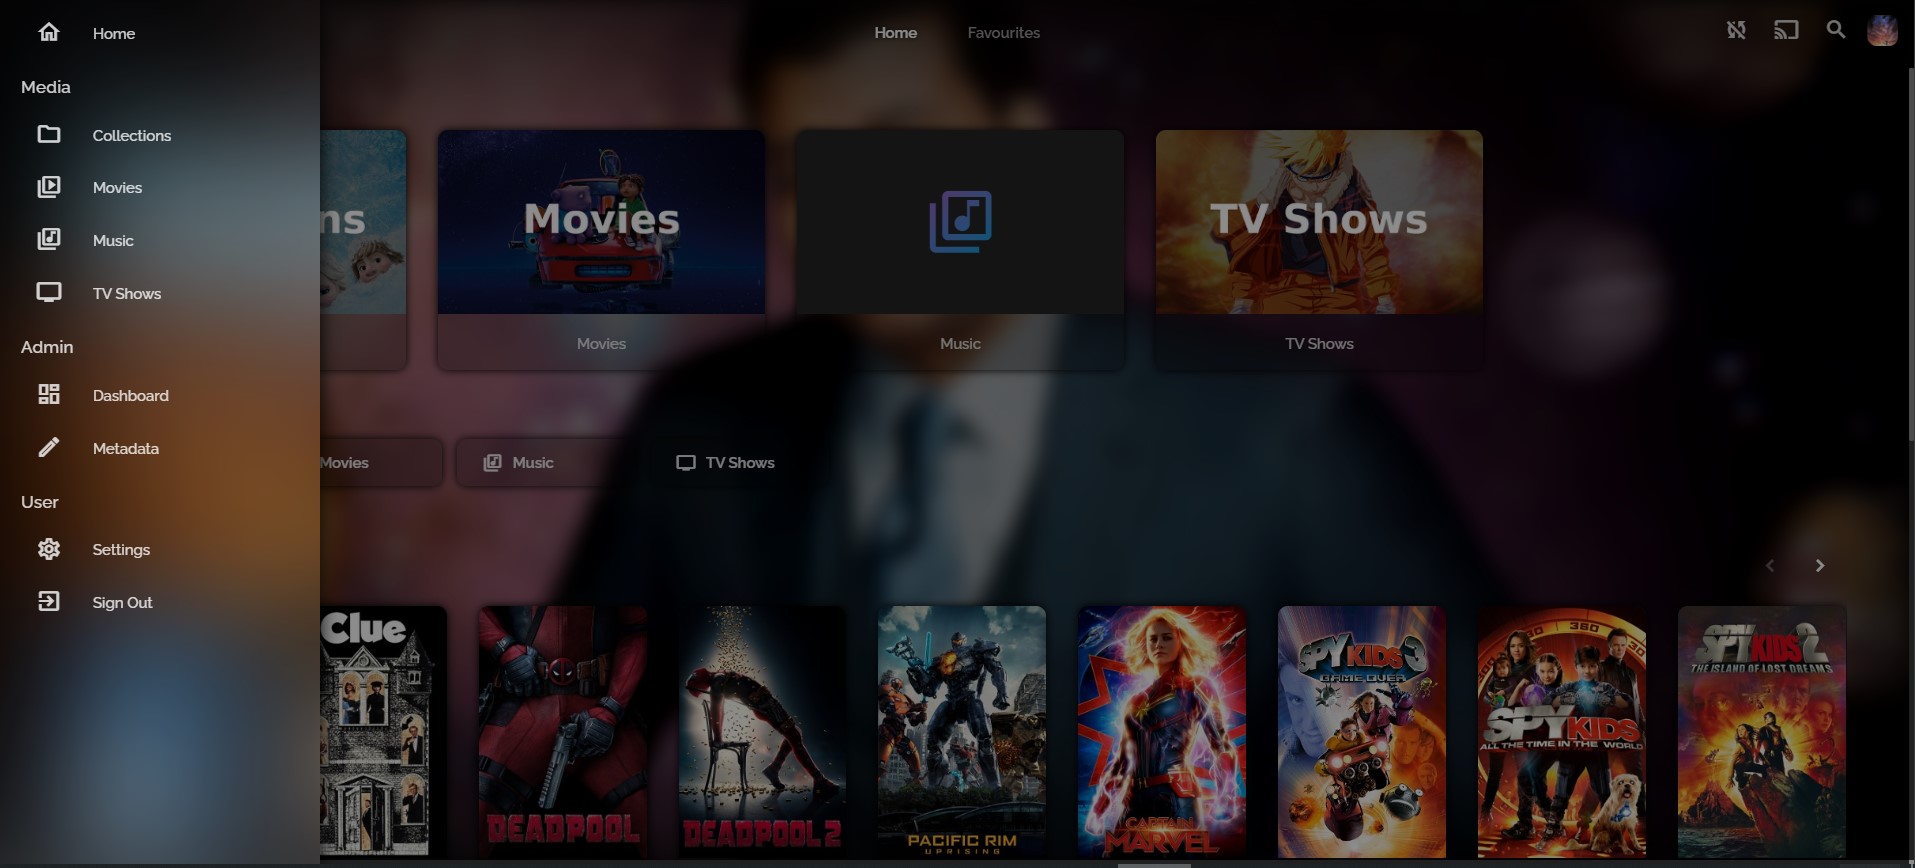 Home
Media
Collections
Movies
Music
TV Shows
Admin
Dashboard
Metadata
User
Settings
Sign Out
Home Favourites
ns
Movies
TV Shows
Movies
Music
TV Shows
Movies
Music
TV Shows
Clue
DEADPOOL
DEADPOOL 2
PACIFIC RIM
UPRISING
CAPTAIN
MARVEL
SPY KIDS 3
GAME OVER
360
30
SPY KIDS
ALL THE TIME IN THE WORLD
SPY KIDS 2
THE ISLAND OF LOST DREAMS